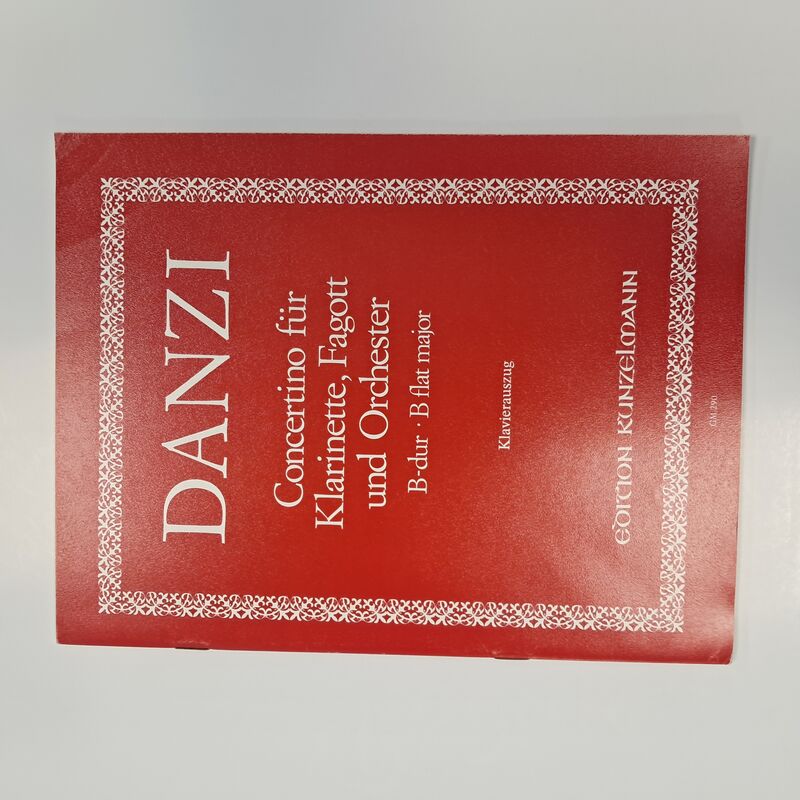 DANZI
Concertino für
Klarinette, Fagott
und Orchester
B-dur · B flat major
Klavierauszug
EDITION KUNZELMANN